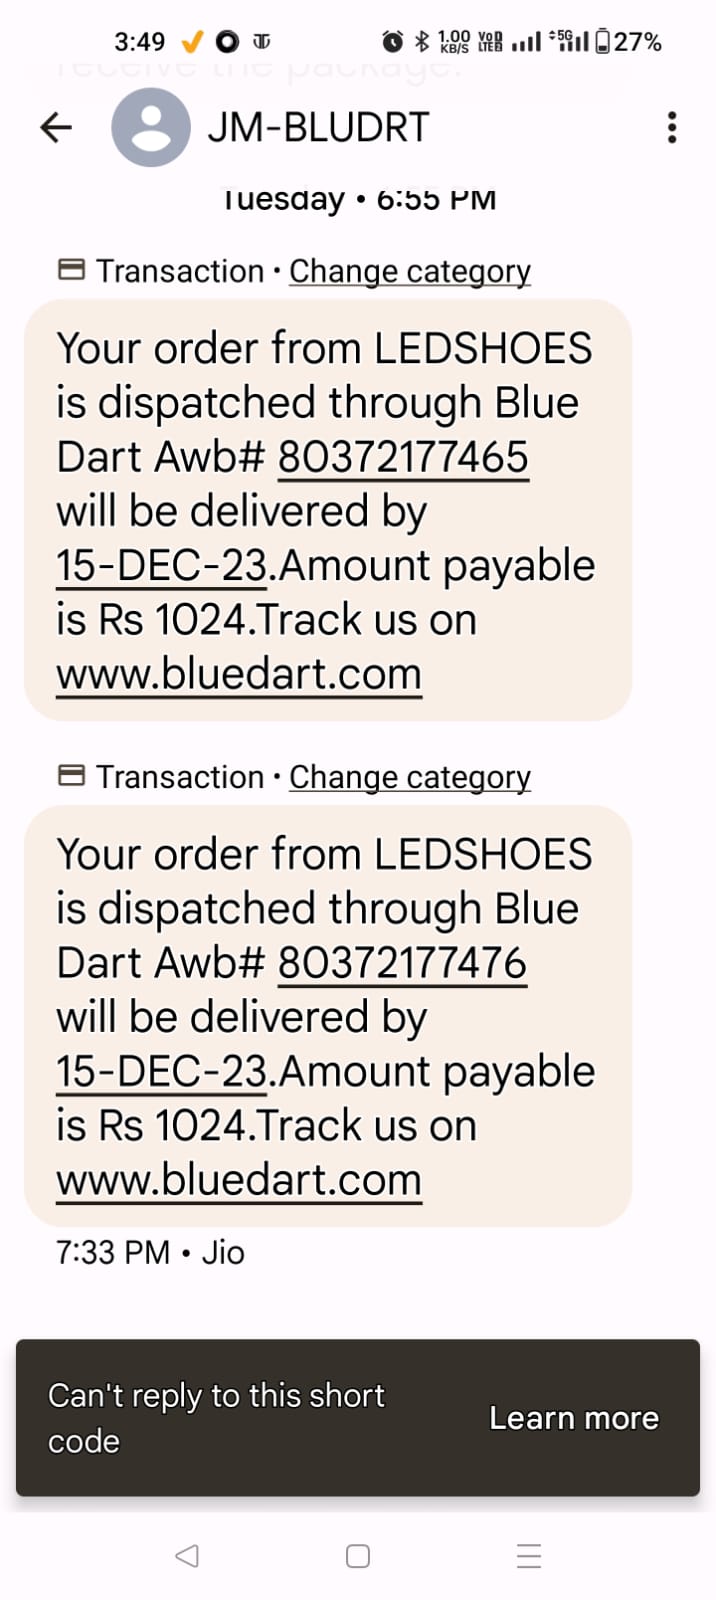 3:49 1.00 KB/S VoD LTE 5G 27%
receive the package.
JM-BLUDRT
Tuesday • 6:55 PM
Transaction • Change category
Your order from LEDSHOES
is dispatched through Blue
Dart Awb# 80372177465
will be delivered by
15-DEC-23.Amount payable
is Rs 1024.Track us on
www.bluedart.com
Transaction • Change category
Your order from LEDSHOES
is dispatched through Blue
Dart Awb# 80372177476
will be delivered by
15-DEC-23.Amount payable
is Rs 1024.Track us on
www.bluedart.com
7:33 PM • Jio
Can't reply to this short
code
Learn more